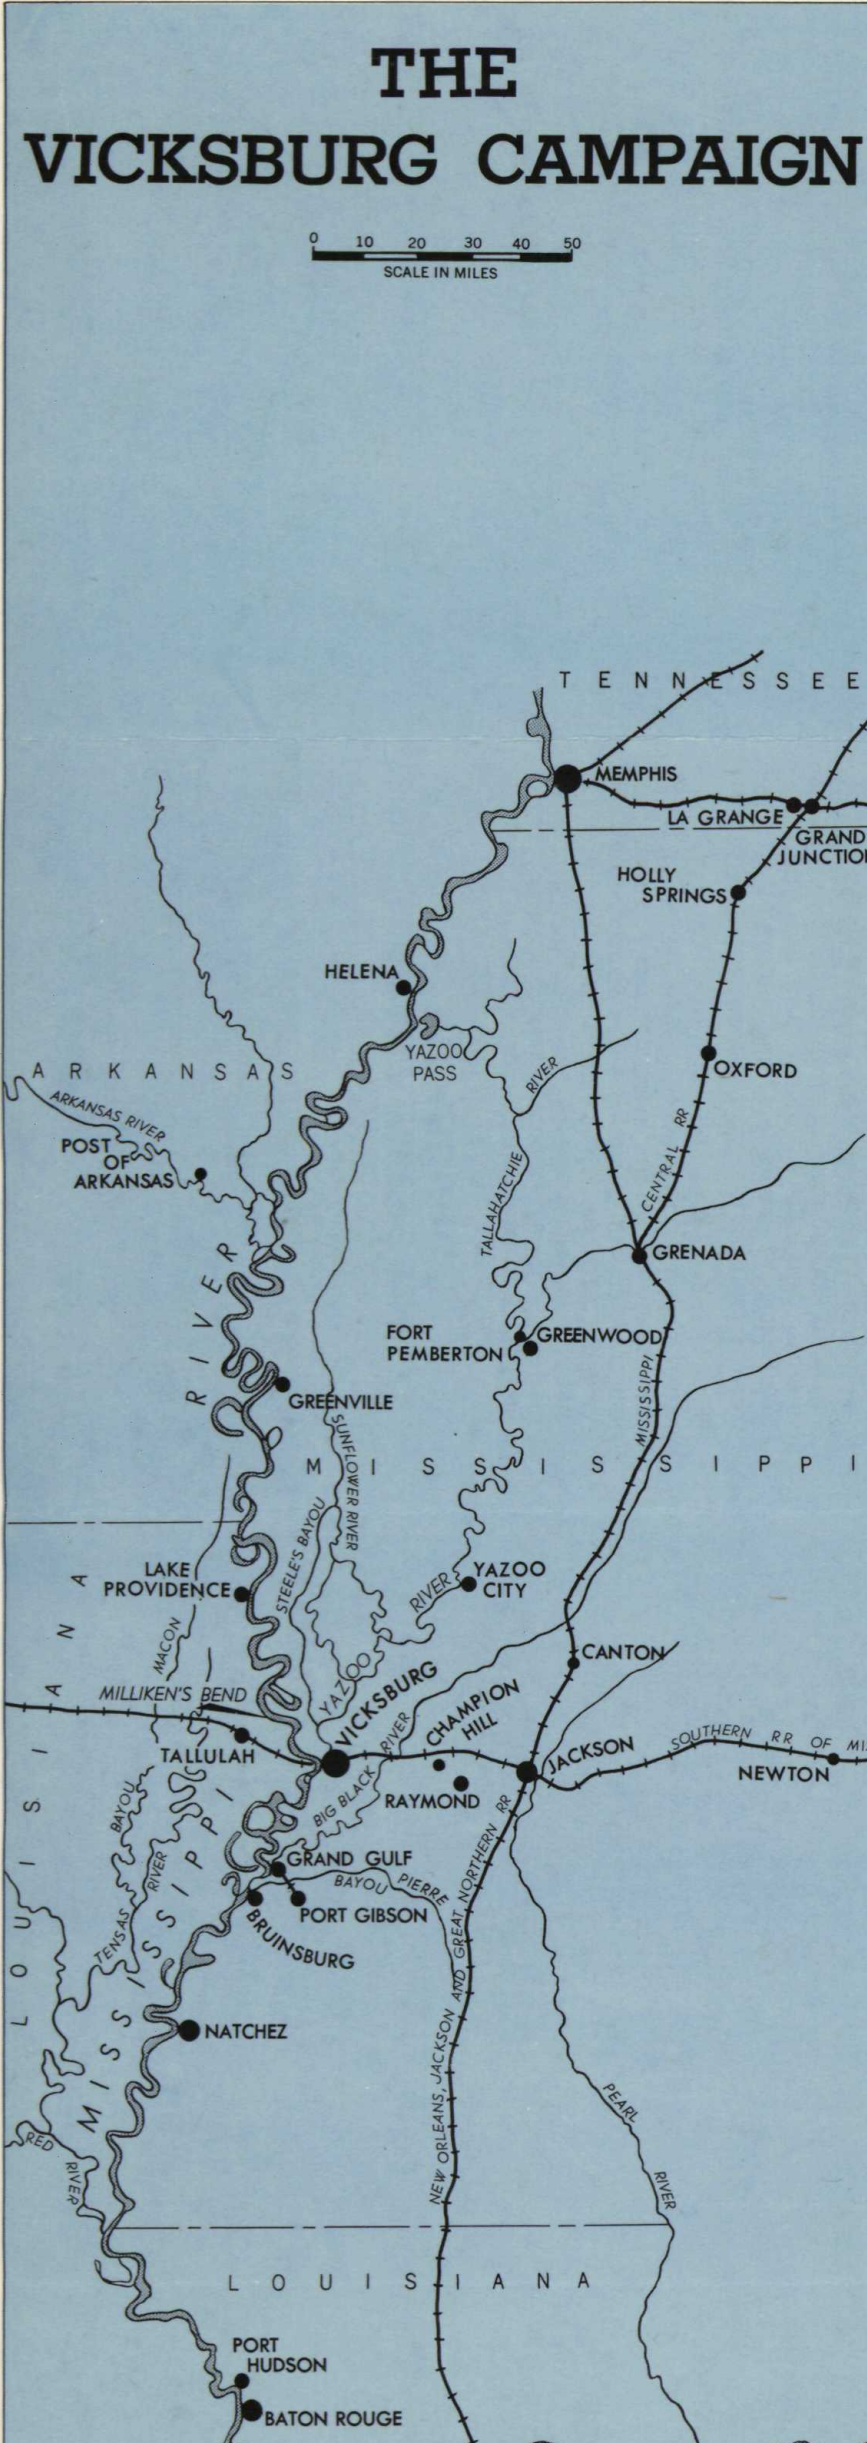 THE
VICKSBURG CAMPAIGN
0 10 20 30 40 50
SCALE IN MILES
TENNESSEE
MEMPHIS
LA GRANGE
GRAND
JUNCTIO
HOLLY
SPRINGS
HELENA
YAZOO
PASS
RIVER
OXFORD
ARKANSAS
ARKANSAS RIVER
POST
OF
ARKANSAS
CENTRAL RR
TALLAHATCHIE
GRENADA
RIVER
FORT
PEMBERTON
GREENWOOD
MISSISSIPPI
GREENVILLE
SUNFLOWER RIVER
MISSISSIPPI
STEELE'S BAYOU
LAKE
PROVIDENCE
YAZOO
CITY
RIVER
MACON
YAZOO
CANTON
MILLIKEN'S BEND
VICKSBURG
RIVER
CHAMPION
HILL
TALLULAH
JACKSON
SOUTHERN RR OF MI
NEWTON
BIG BLACK
RAYMOND
BAYOU
RIVER
TENSAS
GRAND GULF
BAYOU PIERRE
PORT GIBSON
BRUINSBURG
LOUISIANA
MISSISSIPPI
NATCHEZ
NEW ORLEANS, JACKSON AND GREAT NORTHERN RR
PEARL
RIVER
RED
RIVER
LOUISIANA
PORT
HUDSON
BATON ROUGE